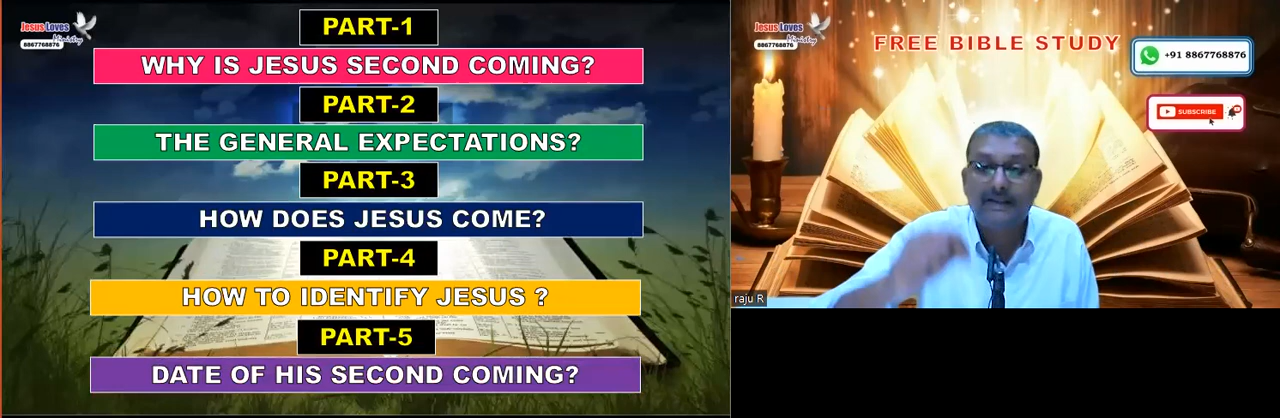 Jesus Loves
Ministry
8867768876
PART-1
WHY IS JESUS SECOND COMING?
PART-2
THE GENERAL EXPECTATIONS?
PART-3
HOW DOES JESUS COME?
PART-4
HOW TO IDENTIFY JESUS ?
PART-5
DATE OF HIS SECOND COMING?
Jesus Loves
Ministry
8867768876
FREE BIBLE STUDY
+91 8867768876
SUBSCRIBE
raju R